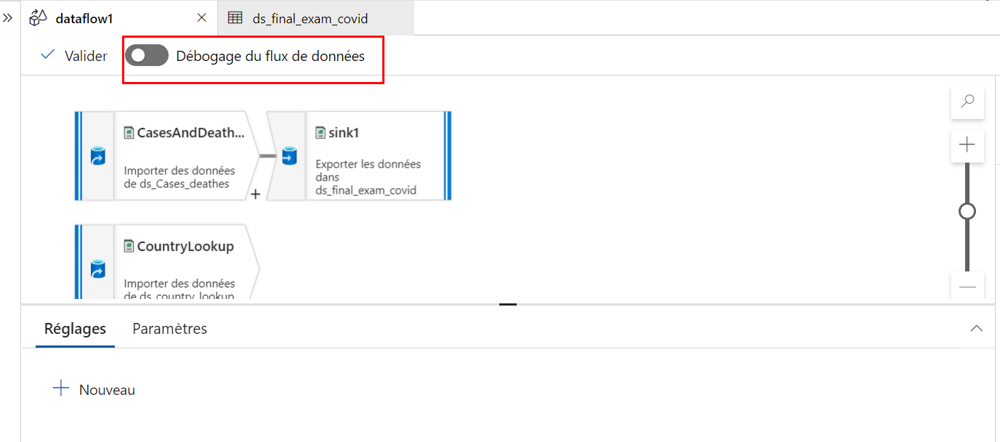 dataflow1
ds_final_exam_covid
Valider
Débogage du flux de données
CasesAndDeath...
Importer des données
de ds_Cases_deathes
sink1
Exporter les données
dans
ds_final_exam_covid
CountryLookup
Importer des données
de ds_country_lookup
Réglages
Paramètres
Nouveau